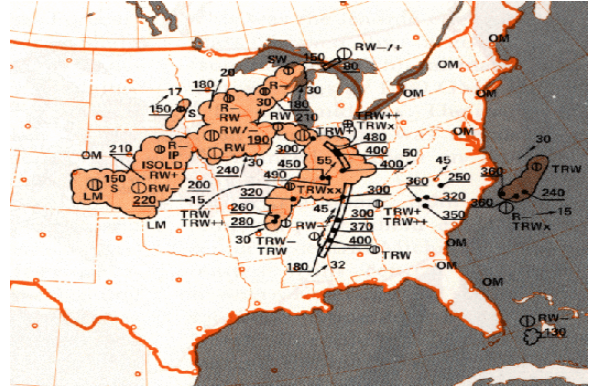 RW-/+
OM
150
80
SW
OM
20
180
17
R-
30
150
S
R-
RW
30
180
210
RW
TRW++
TRWx
480
400
400
50
OM
210
R-
IP
ISOLD
RW+
RW-
RW/-
190
RW
240
30
300
450
490
TRW+
55
TRWxx
OM
30
TRW
150
S
LM
220
LM
200
15
TRW
TRW++
320
260
280
30
TRW-
TRW
RW-
45
300
300
370
400
TRW
180
32
TRW+
TRW++
45
360
250
320
350
360
360
240
R-
TRWx
15
OM
OM
OM
OM
RW-
130